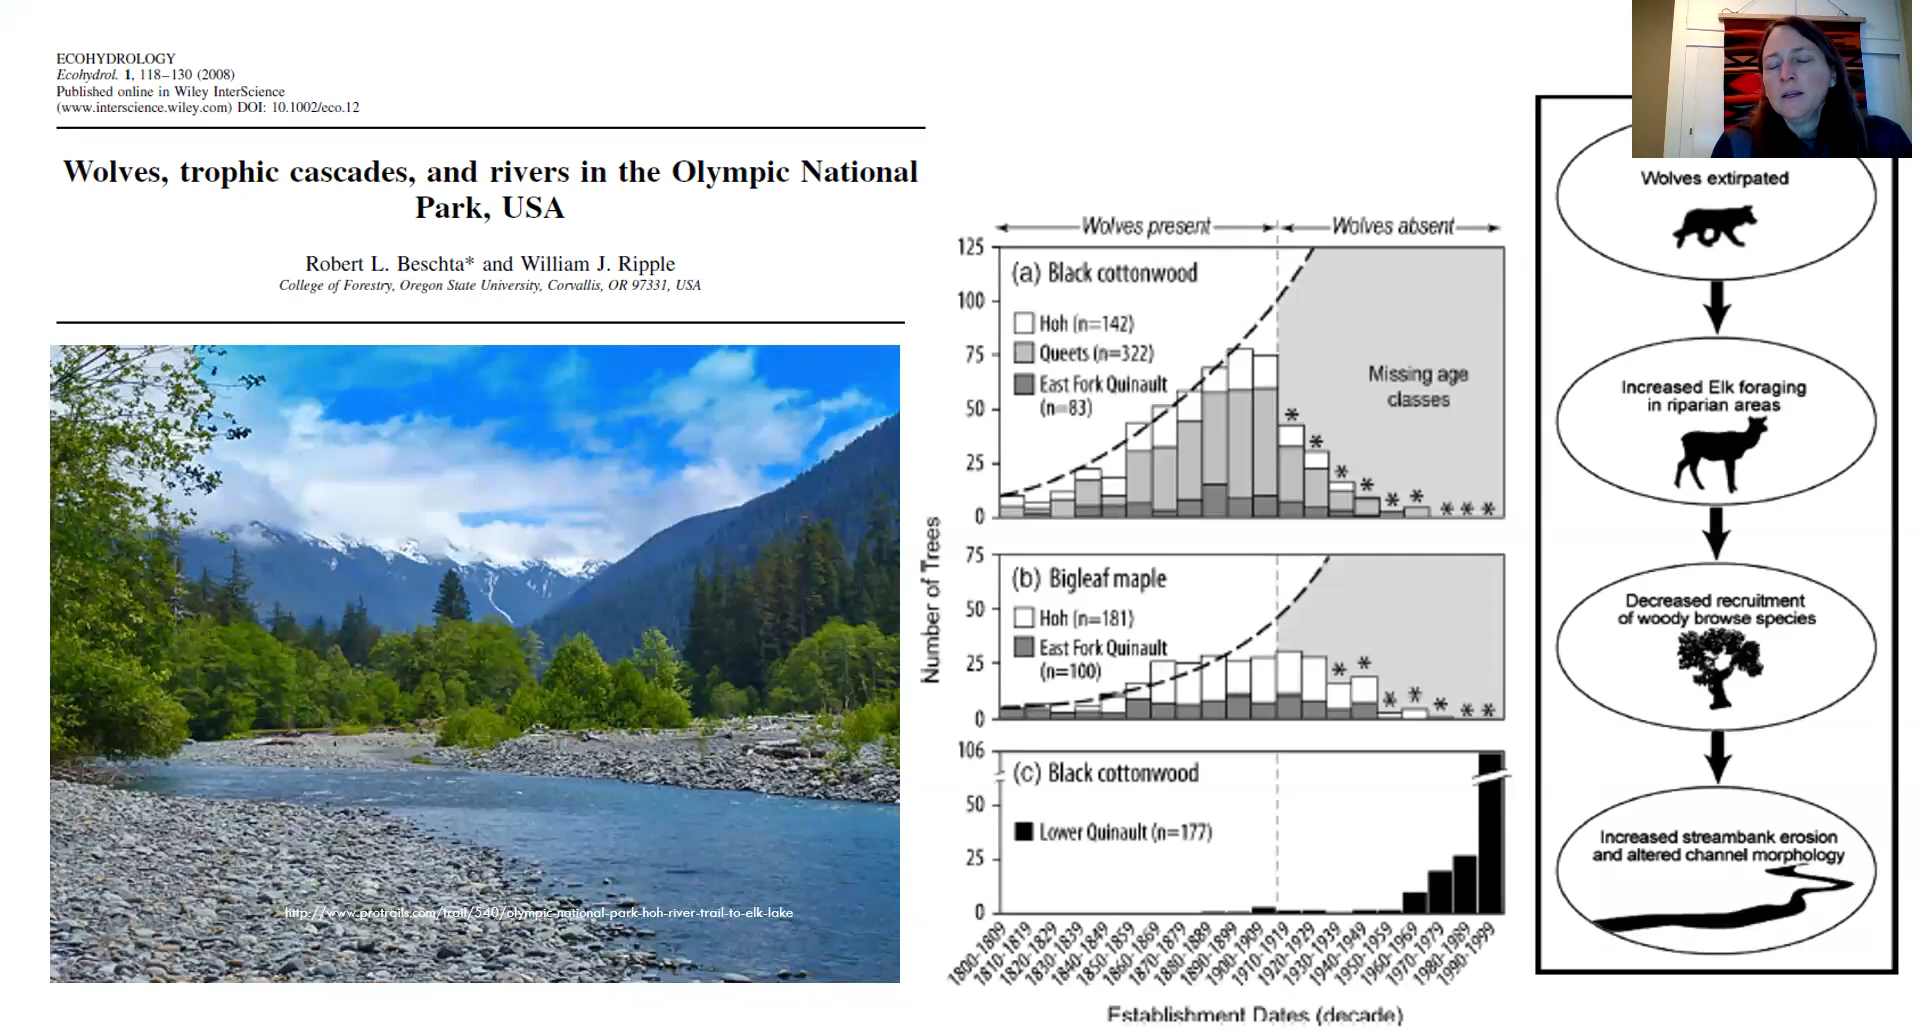 ECOHYDROLOGY
Ecohydrol. 1, 118–130 (2008)
Published online in Wiley InterScience
(www.interscience.wiley.com) DOI: 10.1002/eco.12
Wolves, trophic cascades, and rivers in the Olympic National
Park, USA
Robert L. Beschta* and William J. Ripple
College of Forestry, Oregon State University, Corvallis, OR 97331, USA
http://www.protrails.com/trail/540/olympic-national-park-hoh-river-trail-to-elk-lake
Wolves present
Wolves absent
Number of Trees
125
100
75
50
25
0
(a) Black cottonwood
Hoh (n=142)
Queets (n=322)
East Fork Quinault
(n=83)
Missing age
classes
* * * * * * * * *
75
50
25
0
(b) Bigleaf maple
Hoh (n=181)
East Fork Quinault
(n=100)
* * * * * * *
106
50
25
0
(c) Black cottonwood
Lower Quinault (n=177)
1800-1809
1810-1819
1820-1829
1830-1839
1840-1849
1850-1859
1860-1869
1870-1879
1880-1889
1890-1899
1900-1909
1910-1919
1920-1929
1930-1939
1940-1949
1950-1959
1960-1969
1970-1979
1980-1989
1990-1999
Establishment Dates (decade)
Wolves extirpated
Increased Elk foraging
in riparian areas
Decreased recruitment
of woody browse species
Increased streambank erosion
and altered channel morphology